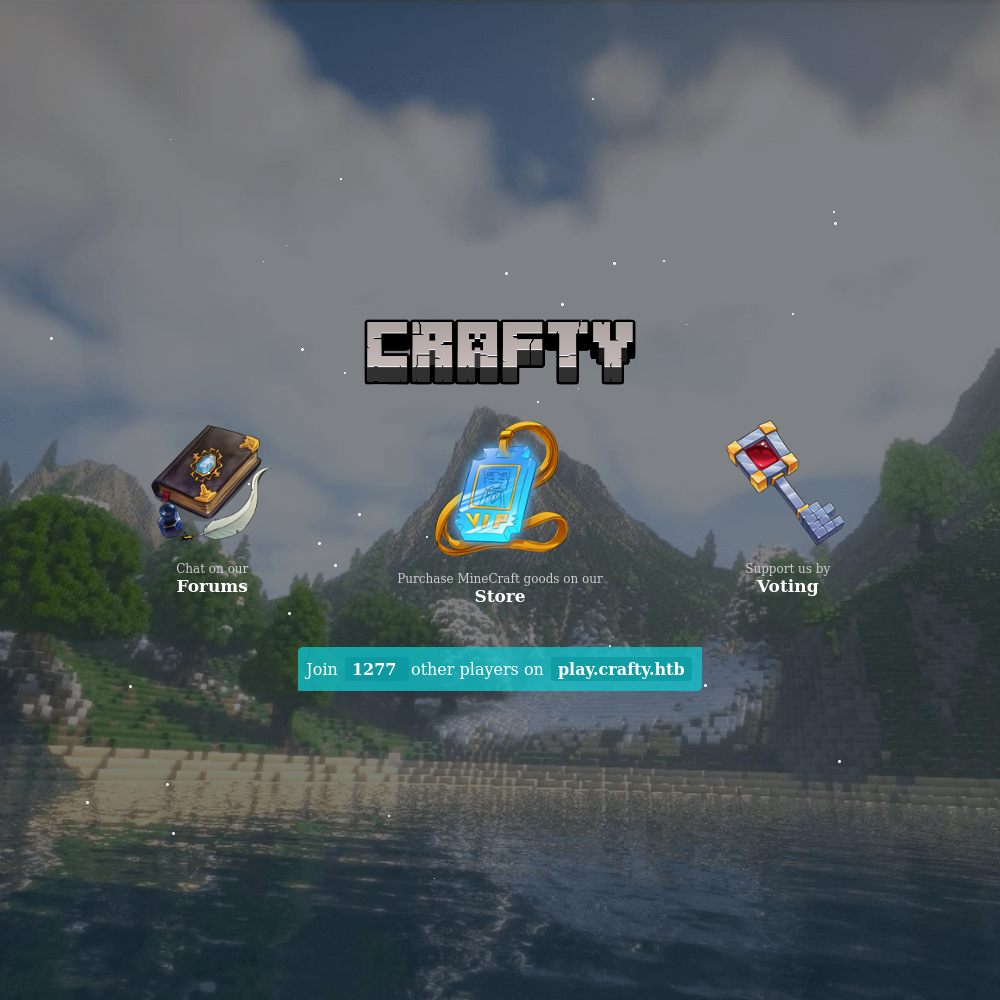 CRAFTY
VIP
Chat on our
Forums
Purchase MineCraft goods on our
Store
Support us by
Voting
Join 1277 other players on play.crafty.htb